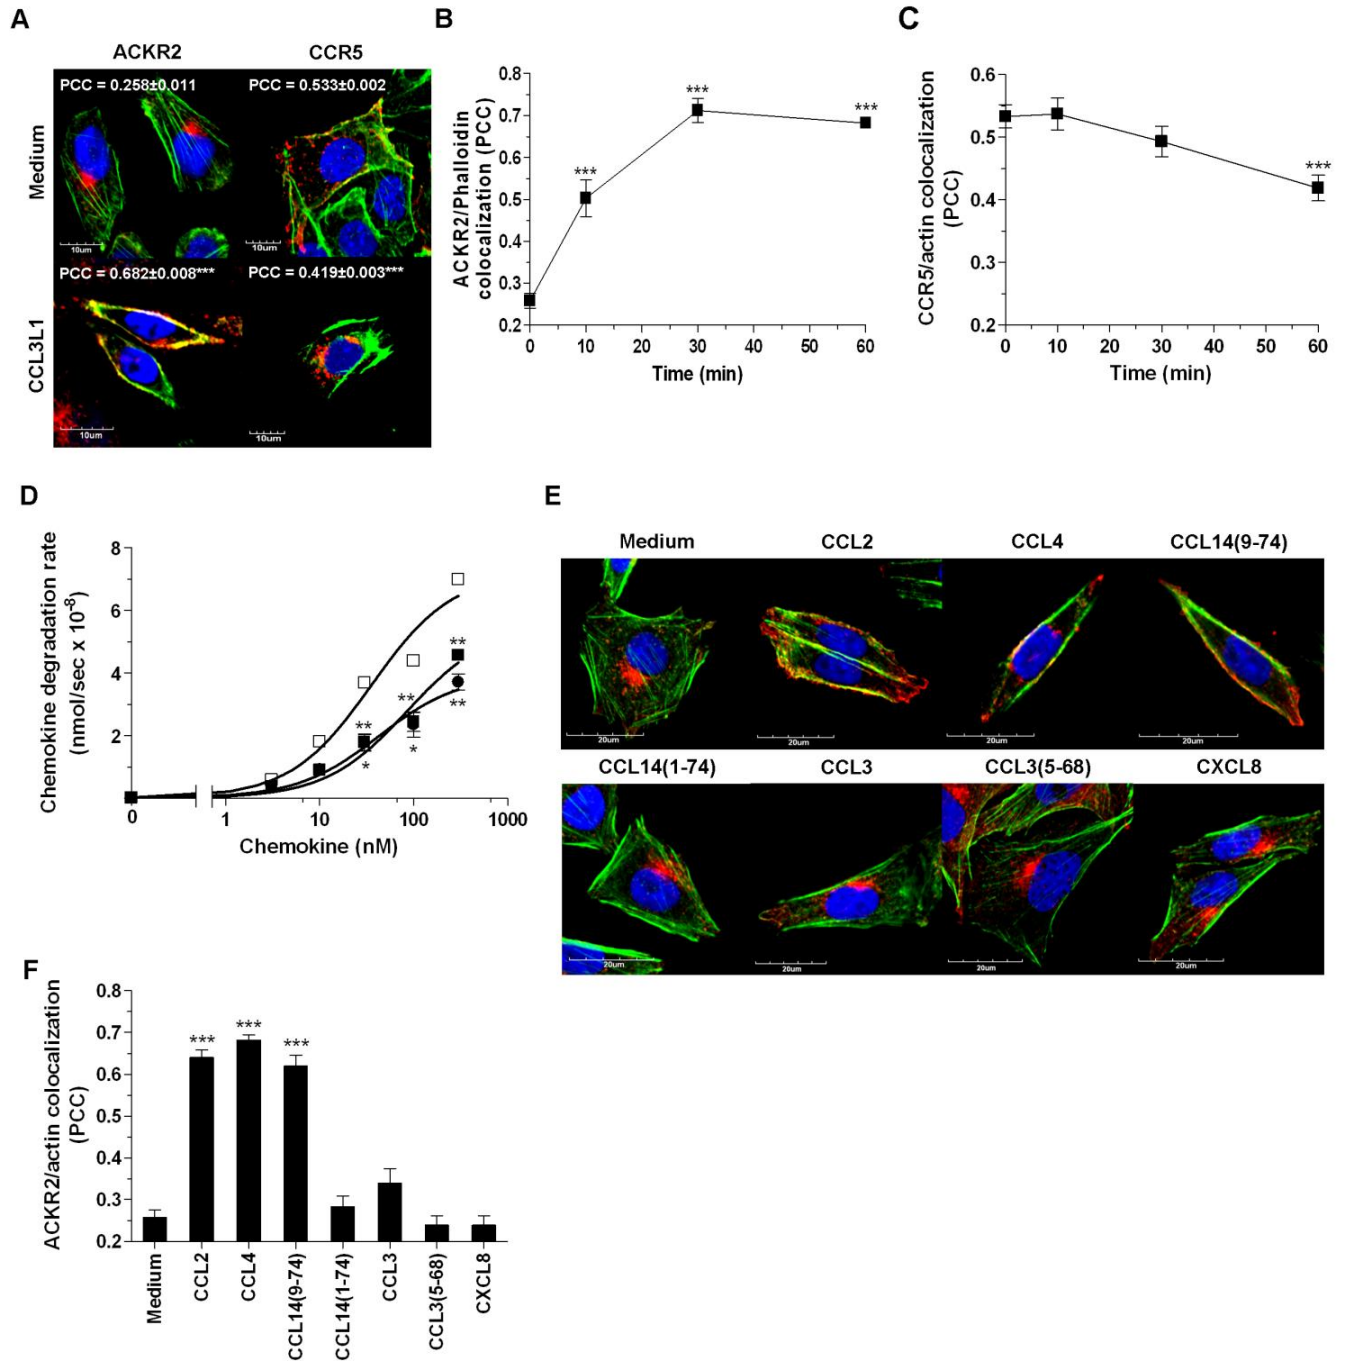 A
ACKR2
CCR5
Medium
CCL3L1
PCC = 0.258±0.011
PCC = 0.533±0.002
10um
10um
PCC = 0.682±0.008***
PCC = 0.419±0.003***
10um
10um
B
ACKR2/Phalloidin
colocalization (PCC)
0.8
0.7
0.6
0.5
0.4
0.3
0.2
***
***
***
0 10 20 30 40 50 60
Time (min)
C
CCR5/actin colocalization
(PCC)
0.6
0.5
0.4
0.3
0.2
***
0 10 20 30 40 50 60
Time (min)
D
Chemokine degradation rate
(nmol/sec x 10-8)
8
6
4
2
**
*
**
*
**
**
0 1 10 100 1000
Chemokine (nM)
E
Medium CCL2 CCL4 CCL14(9-74)
20um 20um 20um 20um
CCL14(1-74) CCL3 CCL3(5-68) CXCL8
20um 20um 20um 20um
F
ACKR2/actin colocalization
(PCC)
0.8
0.7
0.6
0.5
0.4
0.3
0.2
*** *** ***
Medium
CCL2
CCL4
CCL14(9-74)
CCL14(1-74)
CCL3
CCL3(5-68)
CXCL8